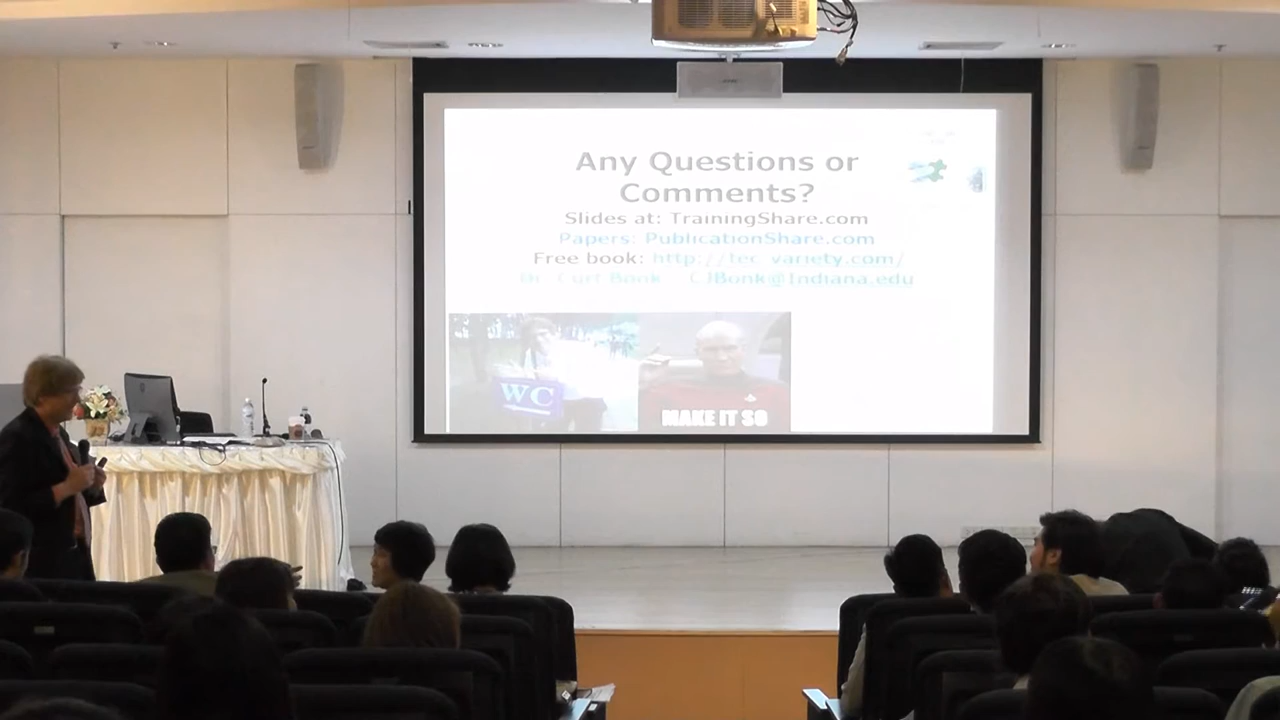 Any Questions or
Comments?
Slides at: TrainingShare.com
Papers: PublicationShare.com
Free book: http://tec-variety.com/
Dr. Curt Bonk CJBonk@Indiana.edu
WC
MAKE IT SO